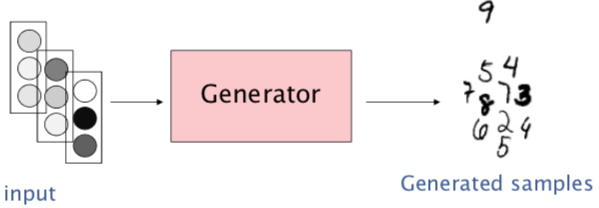 9
5 4
7 8 7 3
6 2 4
5
Generator
input
Generated samples